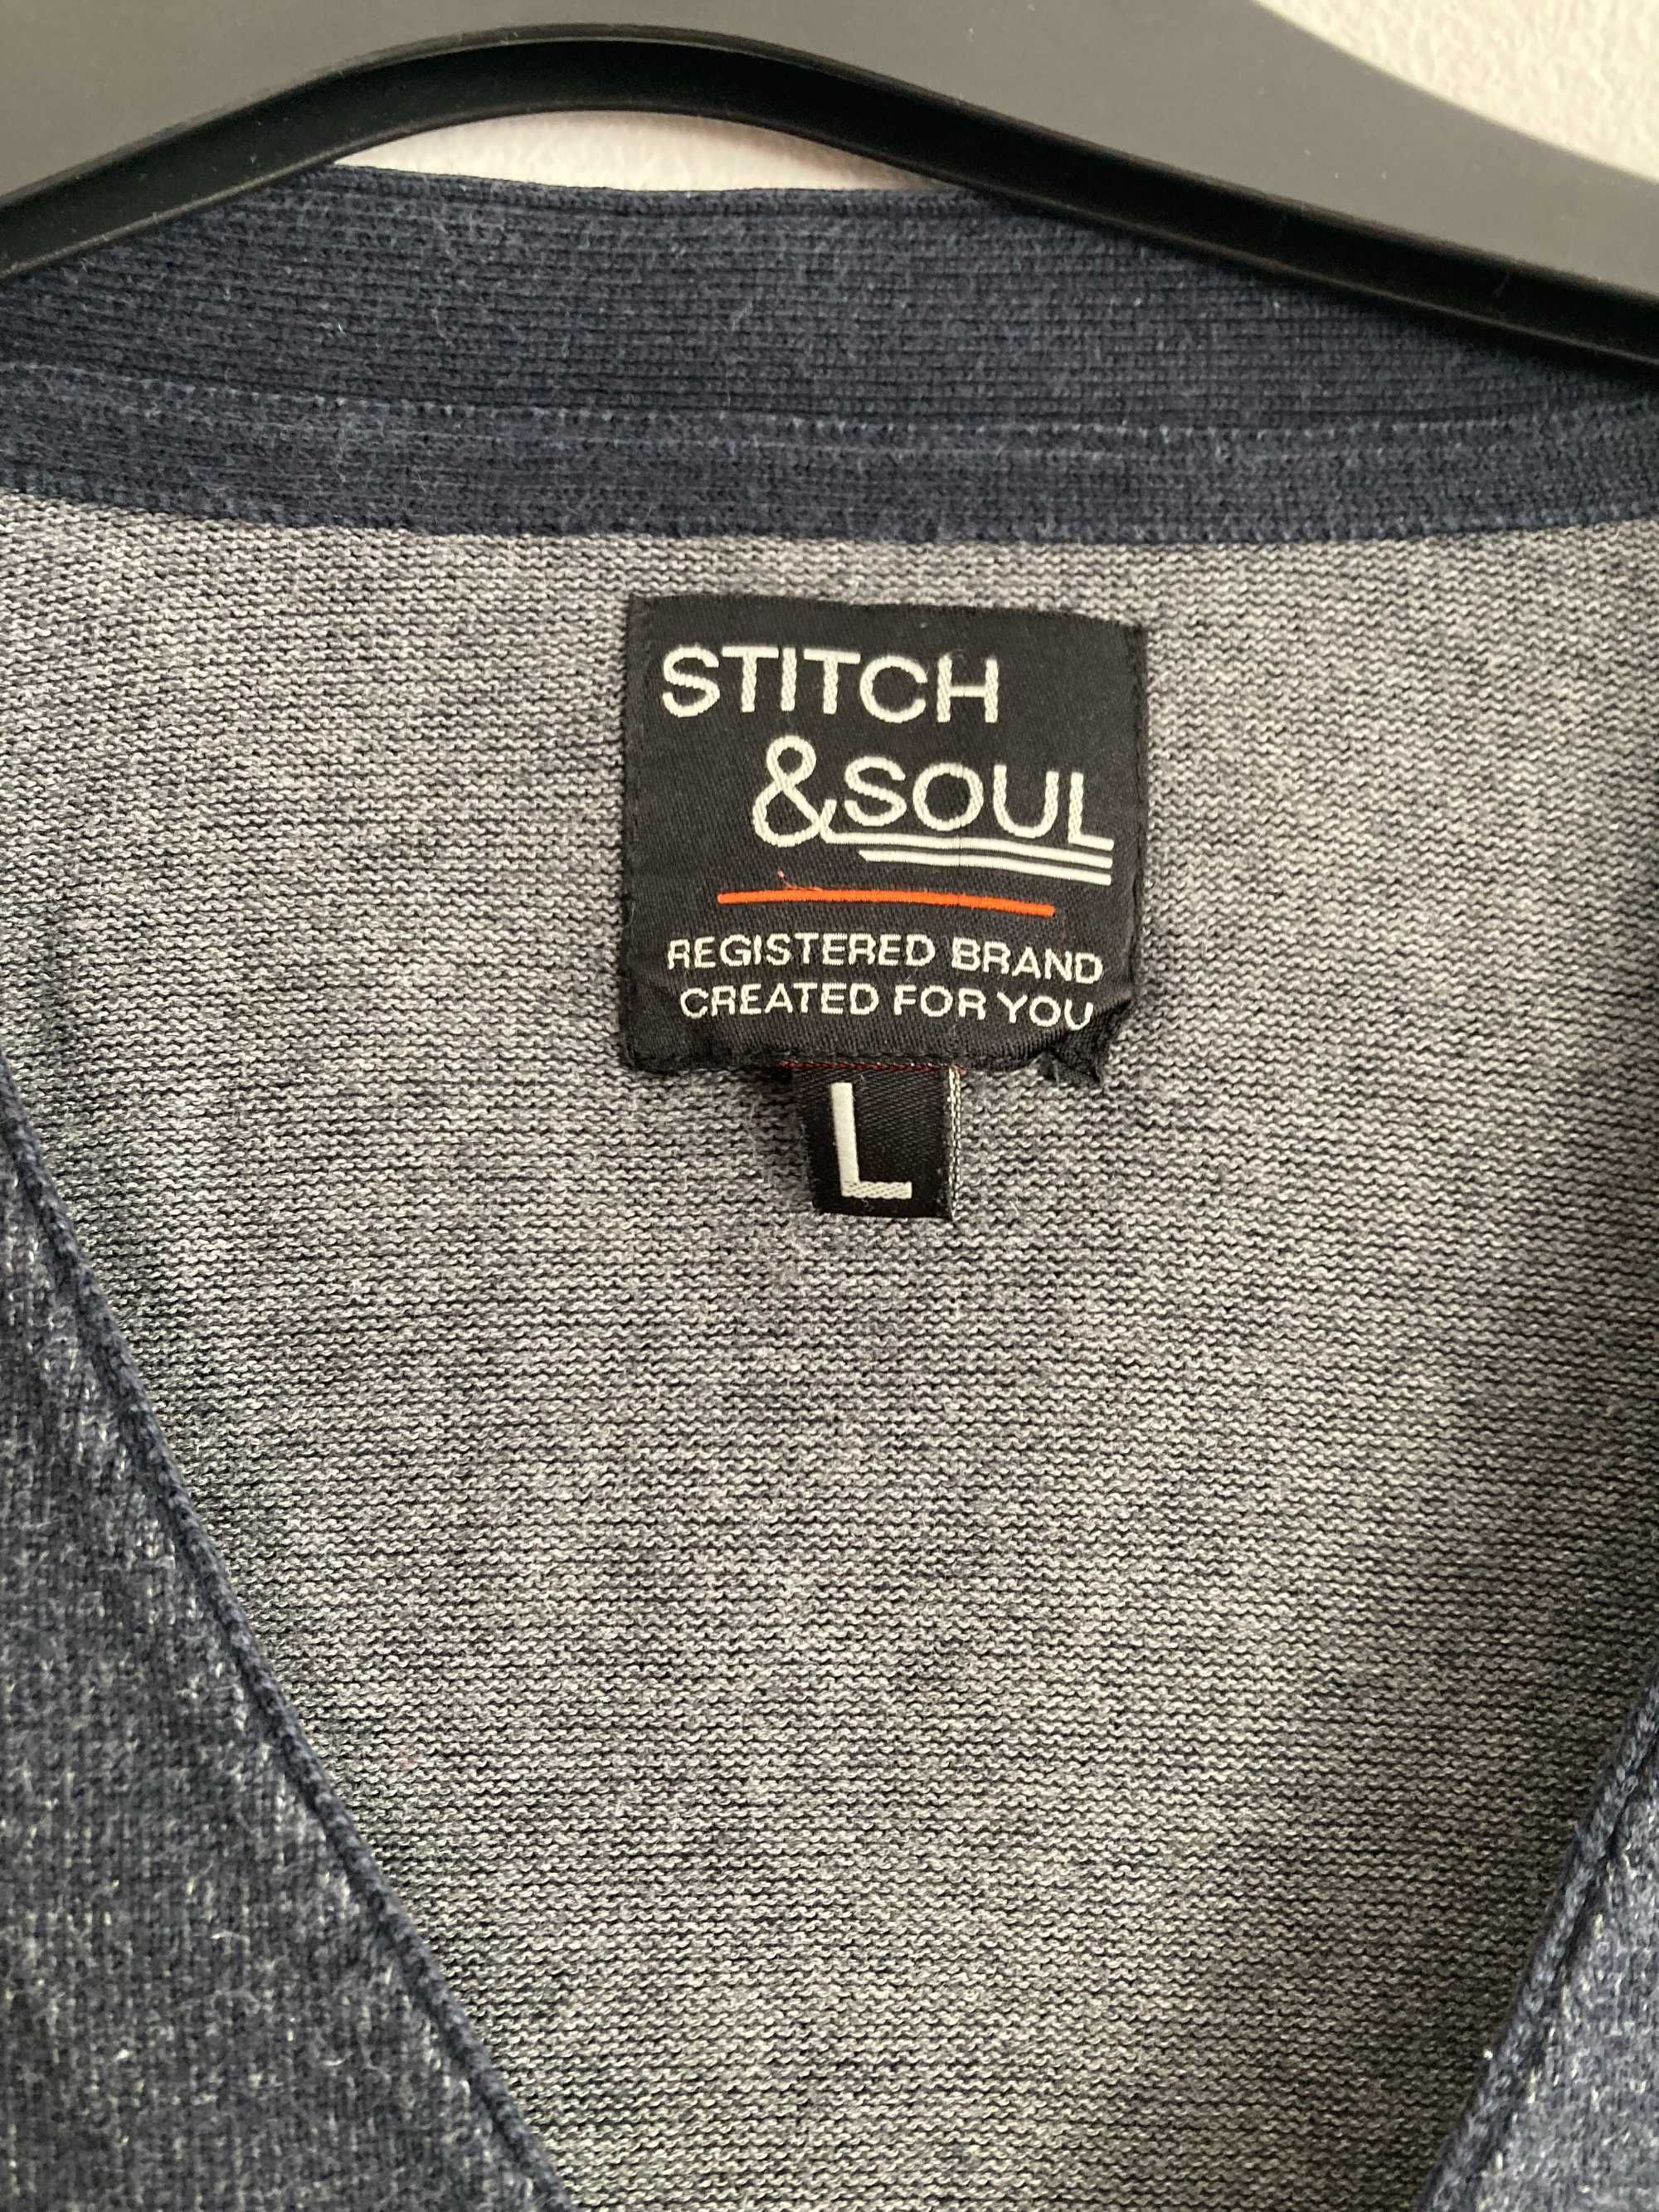 STITCH
&SOUL
REGISTERED BRAND
CREATED FOR YOU
L